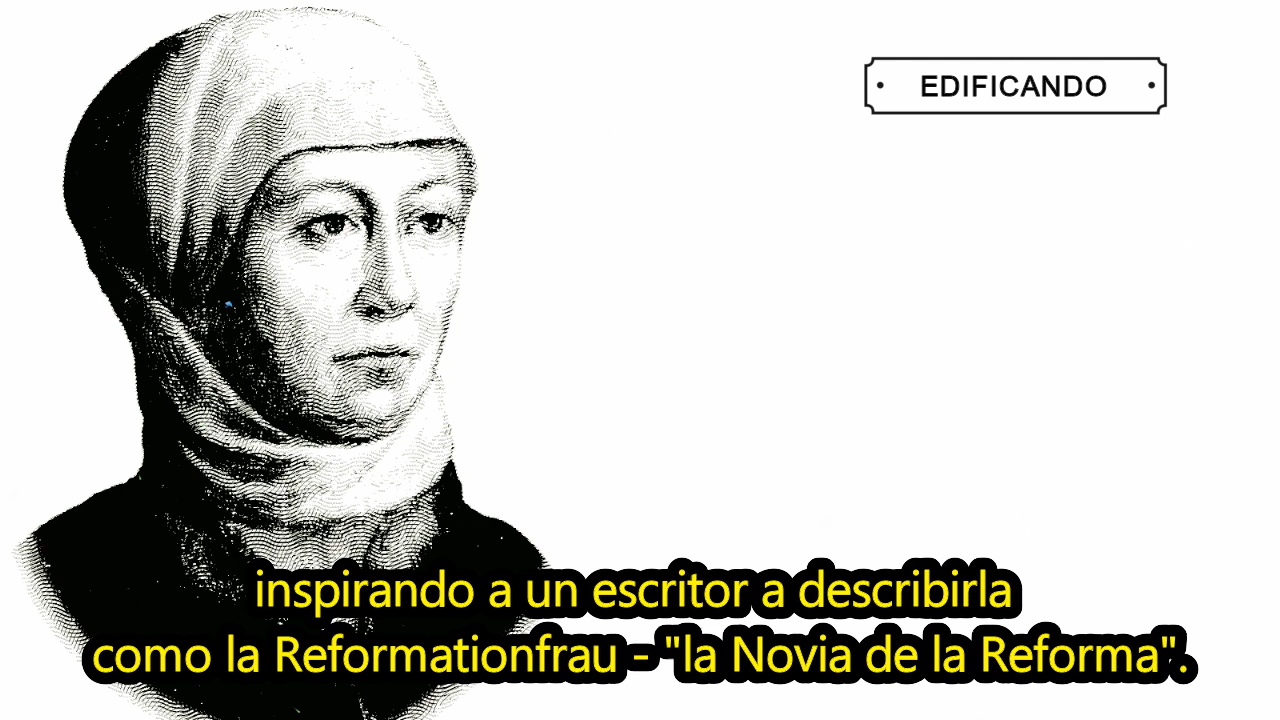 EDIFICANDO
inspirando a un escritor a describirla
como la Reformationfrau - "la Novia de la Reforma".